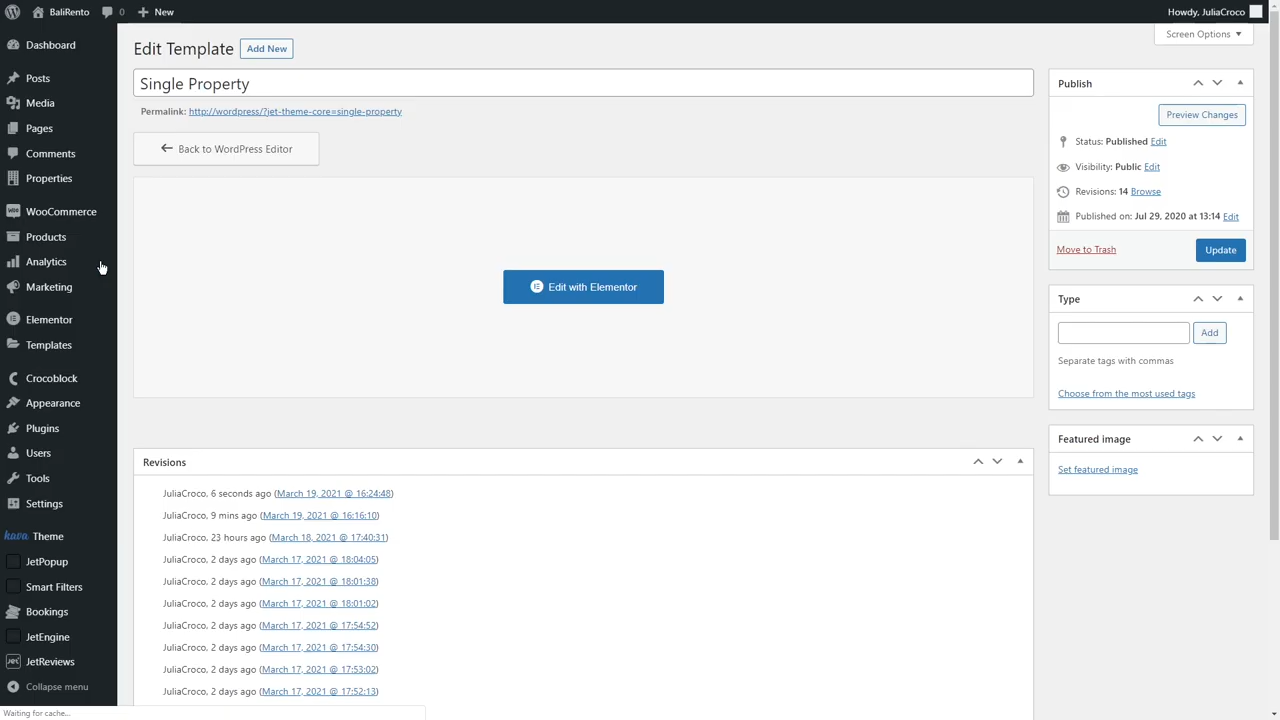 BaliRento
0
New
Howdy, JuliaCroco
Dashboard
Posts
Media
Pages
Comments
Properties
WooCommerce
Products
Analytics
Marketing
Elementor
Templates
Crocoblock
Appearance
Plugins
Users
Tools
Settings
kava Theme
JetPopup
Smart Filters
Bookings
JetEngine
JetReviews
Collapse menu
Screen Options
Edit Template
Add New
Single Property
Permalink: http://wordpress/?jet-theme-core=single-property
← Back to WordPress Editor
Edit with Elementor
Revisions
JuliaCroco, 6 seconds ago (March 19, 2021 @ 16:24:48)
JuliaCroco, 9 mins ago (March 19, 2021 @ 16:16:10)
JuliaCroco, 23 hours ago (March 18, 2021 @ 17:40:31)
JuliaCroco, 2 days ago (March 17, 2021 @ 18:04:05)
JuliaCroco, 2 days ago (March 17, 2021 @ 18:01:38)
JuliaCroco, 2 days ago (March 17, 2021 @ 18:01:02)
JuliaCroco, 2 days ago (March 17, 2021 @ 17:54:52)
JuliaCroco, 2 days ago (March 17, 2021 @ 17:54:30)
JuliaCroco, 2 days ago (March 17, 2021 @ 17:53:02)
JuliaCroco, 2 days ago (March 17, 2021 @ 17:52:13)
Publish
Preview Changes
Status: Published Edit
Visibility: Public Edit
Revisions: 14 Browse
Published on: Jul 29, 2020 at 13:14 Edit
Move to Trash
Update
Type
Add
Separate tags with commas
Choose from the most used tags
Featured image
Set featured image
Waiting for cache...